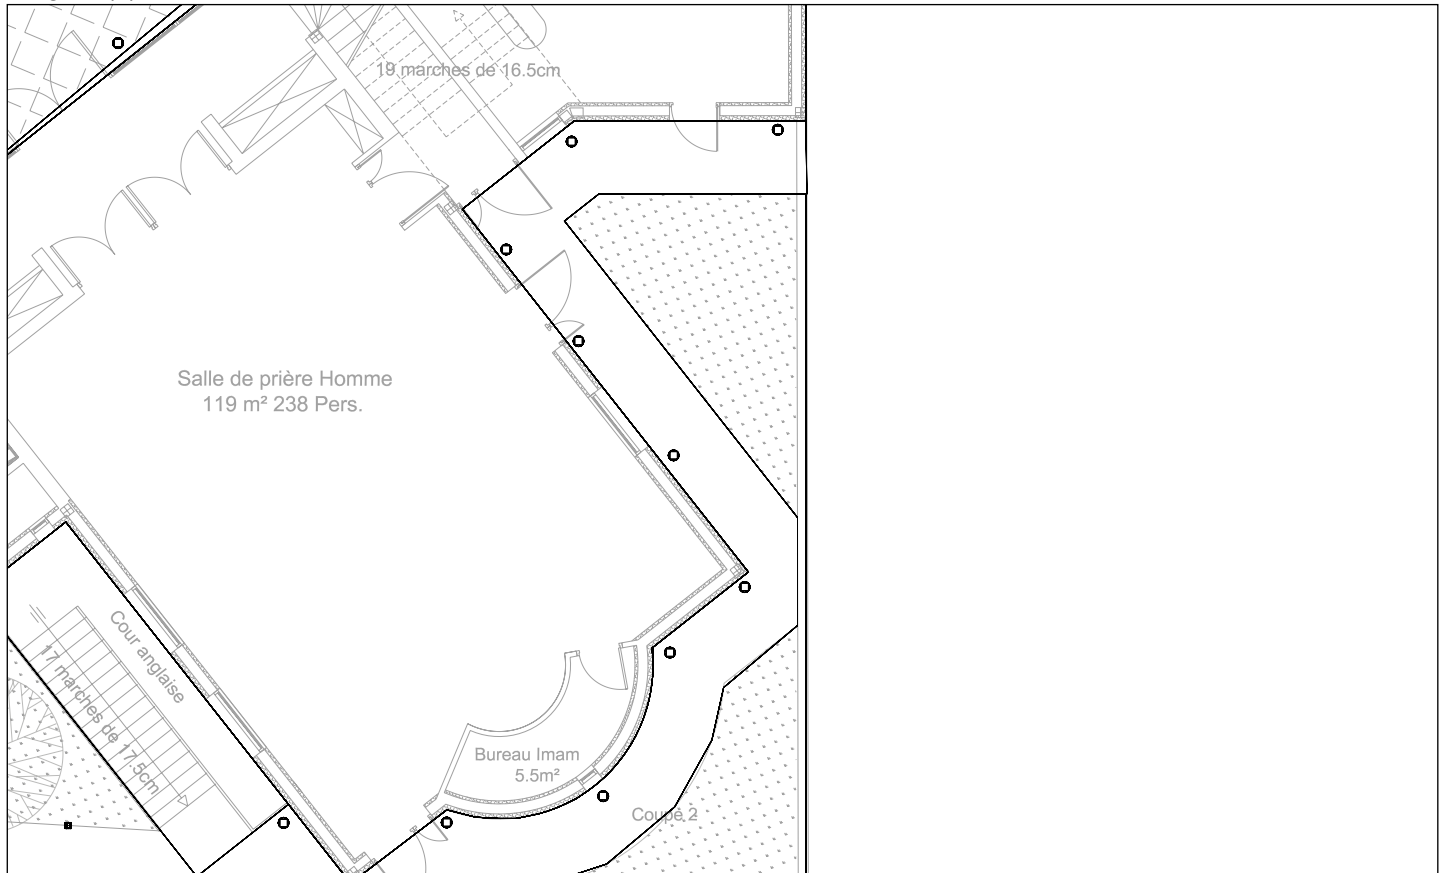 19 marches de 16.5cm
Salle de prière Homme
119 m² 238 Pers.
Cour anglaise
17 marches de 17.5cm
Bureau Imam
5.5m²
Coupe 2